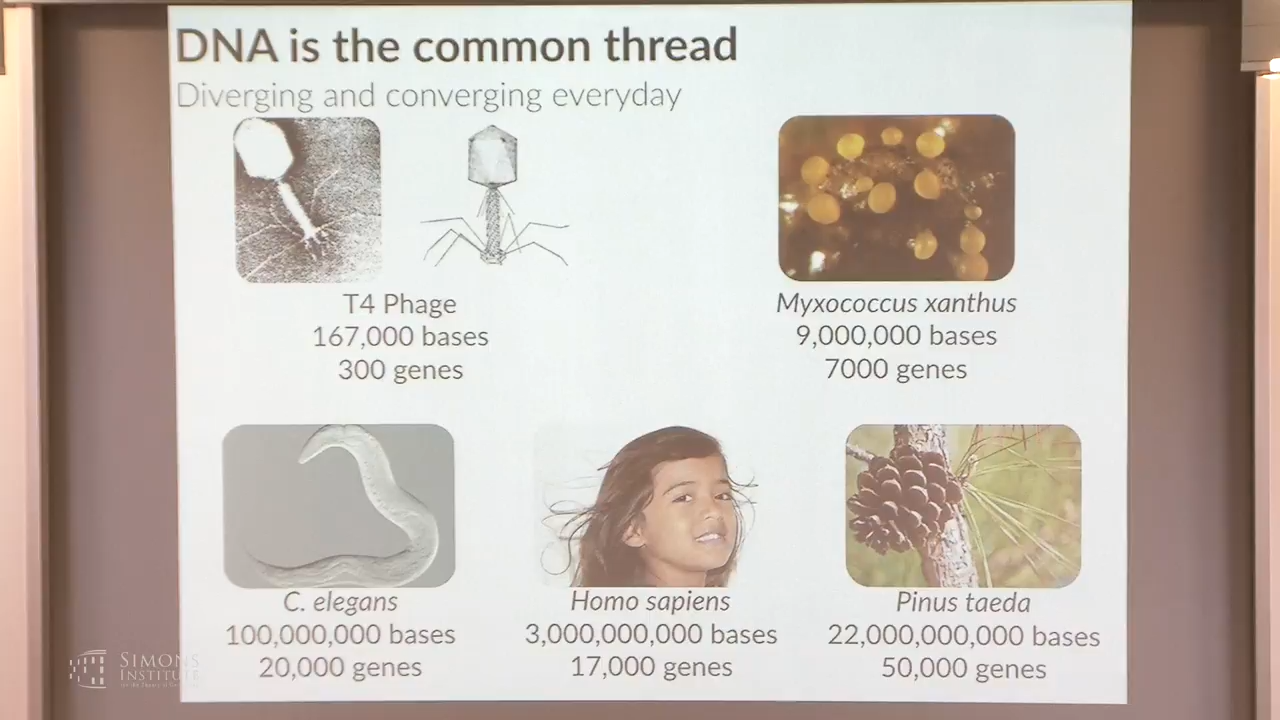 DNA is the common thread
Diverging and converging everyday
T4 Phage
167,000 bases
300 genes
Myxococcus xanthus
9,000,000 bases
7000 genes
C. elegans
100,000,000 bases
20,000 genes
Homo sapiens
3,000,000,000 bases
17,000 genes
Pinus taeda
22,000,000,000 bases
50,000 genes
SIMONS
INSTITUTE